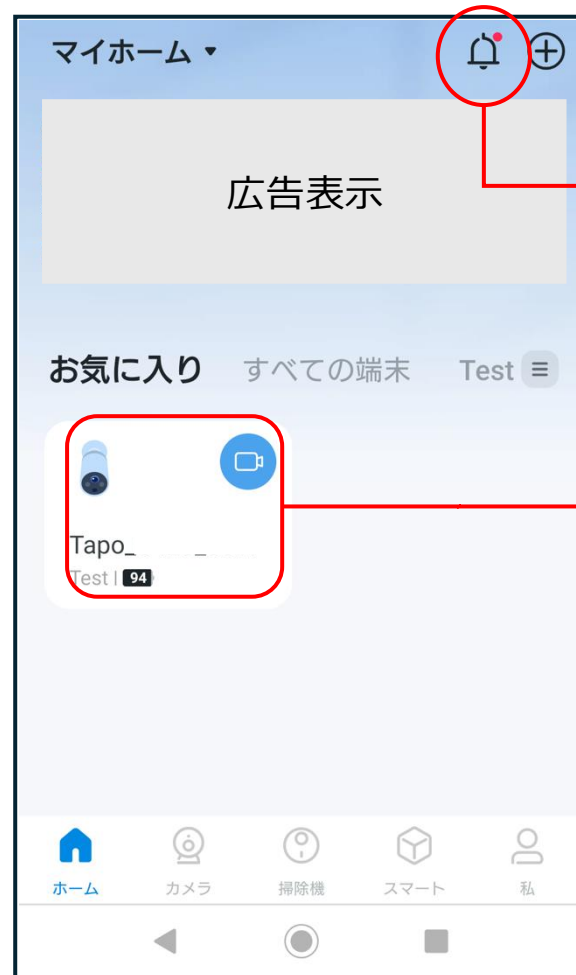 マイホーム
広告表示
お気に入り すべての端末 Test
Tapo_
Test | 94
ホーム カメラ 掃除機 スマート 私